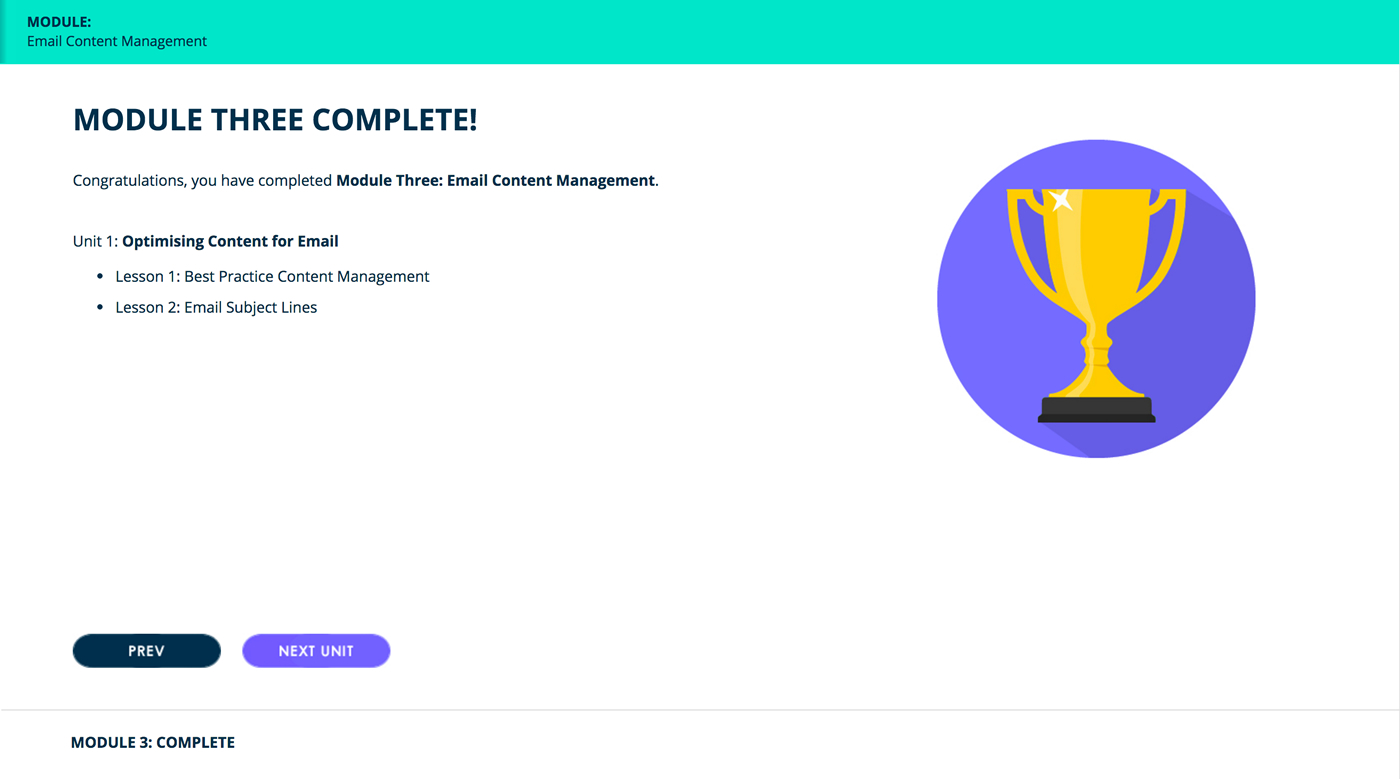 MODULE:
Email Content Management
MODULE THREE COMPLETE!
Congratulations, you have completed Module Three: Email Content Management.
Unit 1: Optimising Content for Email
• Lesson 1: Best Practice Content Management
• Lesson 2: Email Subject Lines
PREV
NEXT UNIT
MODULE 3: COMPLETE